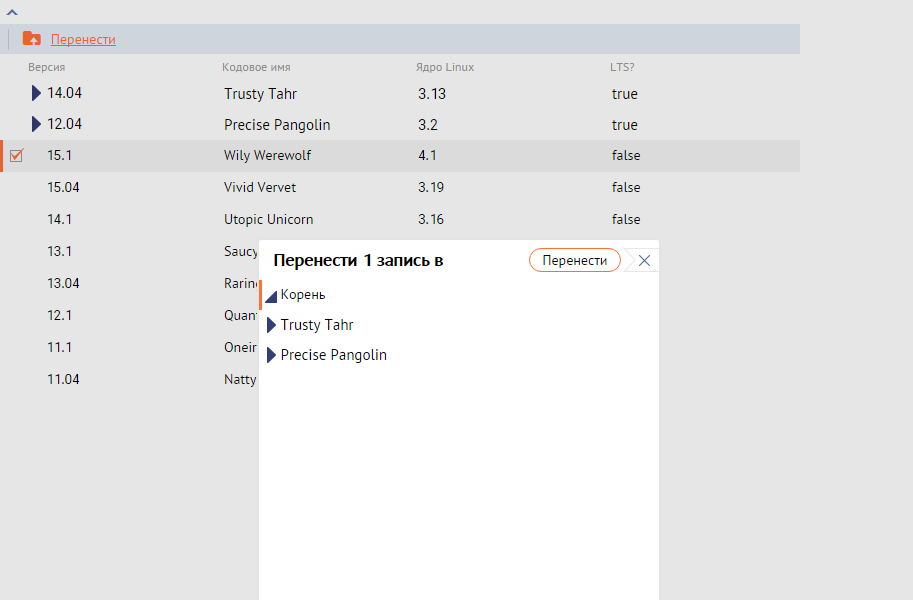 Перенести
Версия Кодовое имя Ядро Linux LTS?
14.04 Trusty Tahr 3.13 true
12.04 Precise Pangolin 3.2 true
15.1 Wily Werewolf 4.1 false
15.04 Vivid Vervet 3.19 false
14.1 Utopic Unicorn 3.16 false
13.1 Saucy
13.04 Rarin
12.1 Quan
11.1 Oneir
11.04 Natty
Перенести 1 запись в Перенести
Корень
Trusty Tahr
Precise Pangolin